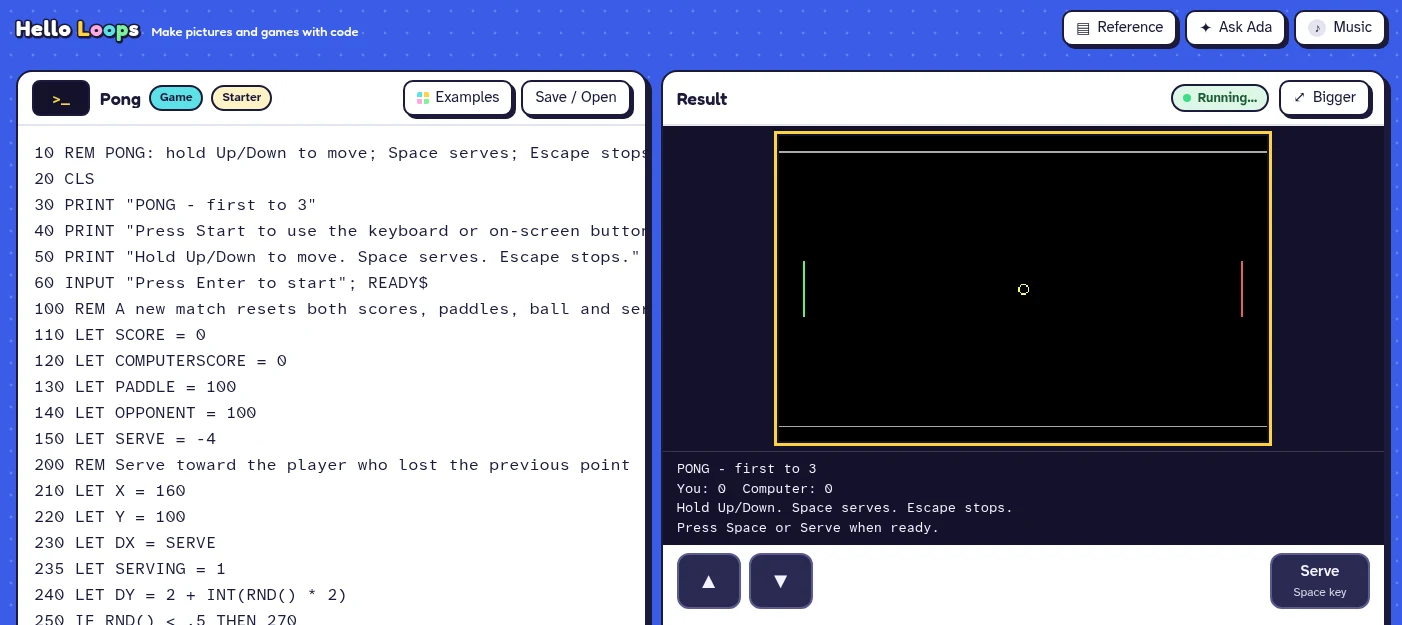 Hello Loops Make pictures and games with code
Reference
Ask Ada
Music
>_ Pong Game Starter
Examples
Save / Open
10 REM PONG: hold Up/Down to move; Space serves; Escape stops
20 CLS
30 PRINT "PONG - first to 3"
40 PRINT "Press Start to use the keyboard or on-screen button
50 PRINT "Hold Up/Down to move. Space serves. Escape stops."
60 INPUT "Press Enter to start"; READY$
100 REM A new match resets both scores, paddles, ball and ser
110 LET SCORE = 0
120 LET COMPUTERSCORE = 0
130 LET PADDLE = 100
140 LET OPPONENT = 100
150 LET SERVE = -4
200 REM Serve toward the player who lost the previous point
210 LET X = 160
220 LET Y = 100
230 LET DX = SERVE
235 LET SERVING = 1
240 LET DY = 2 + INT(RND() * 2)
250 IF RND() < .5 THEN 270
Result
Running...
Bigger
PONG - first to 3
You: 0  Computer: 0
Hold Up/Down. Space serves. Escape stops.
Press Space or Serve when ready.
▲
▼
Serve
Space key